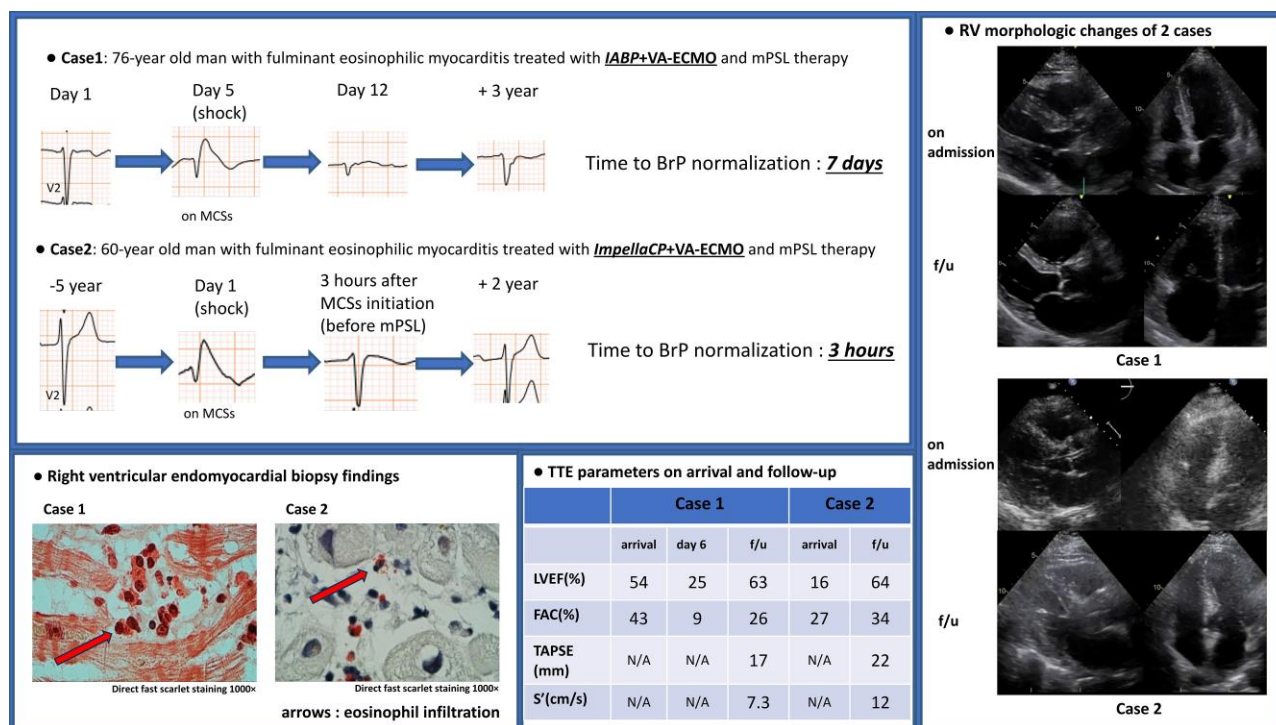 ● Case1: 76-year old man with fulminant eosinophilic myocarditis treated with IABP+VA-ECMO and mPSL therapy
Day 1
Day 5
(shock)
Day 12
+ 3 year
V2
on MCSs
Time to BrP normalization : 7 days
● Case2: 60-year old man with fulminant eosinophilic myocarditis treated with ImpellaCP+VA-ECMO and mPSL therapy
-5 year
Day 1
(shock)
3 hours after
MCSs initiation
(before mPSL)
+ 2 year
V2
on MCSs
Time to BrP normalization : 3 hours
● Right ventricular endomyocardial biopsy findings
Case 1
Case 2
Direct fast scarlet staining 1000×
Direct fast scarlet staining 1000×
arrows : eosinophil infiltration
● TTE parameters on arrival and follow-up
Case 1 Case 2
arrival day 6 f/u arrival f/u
LVEF(%) 54 25 63 16 64
FAC(%) 43 9 26 27 34
TAPSE
(mm) N/A N/A 17 N/A 22
S'(cm/s) N/A N/A 7.3 N/A 12
● RV morphologic changes of 2 cases
on
admission
f/u
Case 1
on
admission
f/u
Case 2